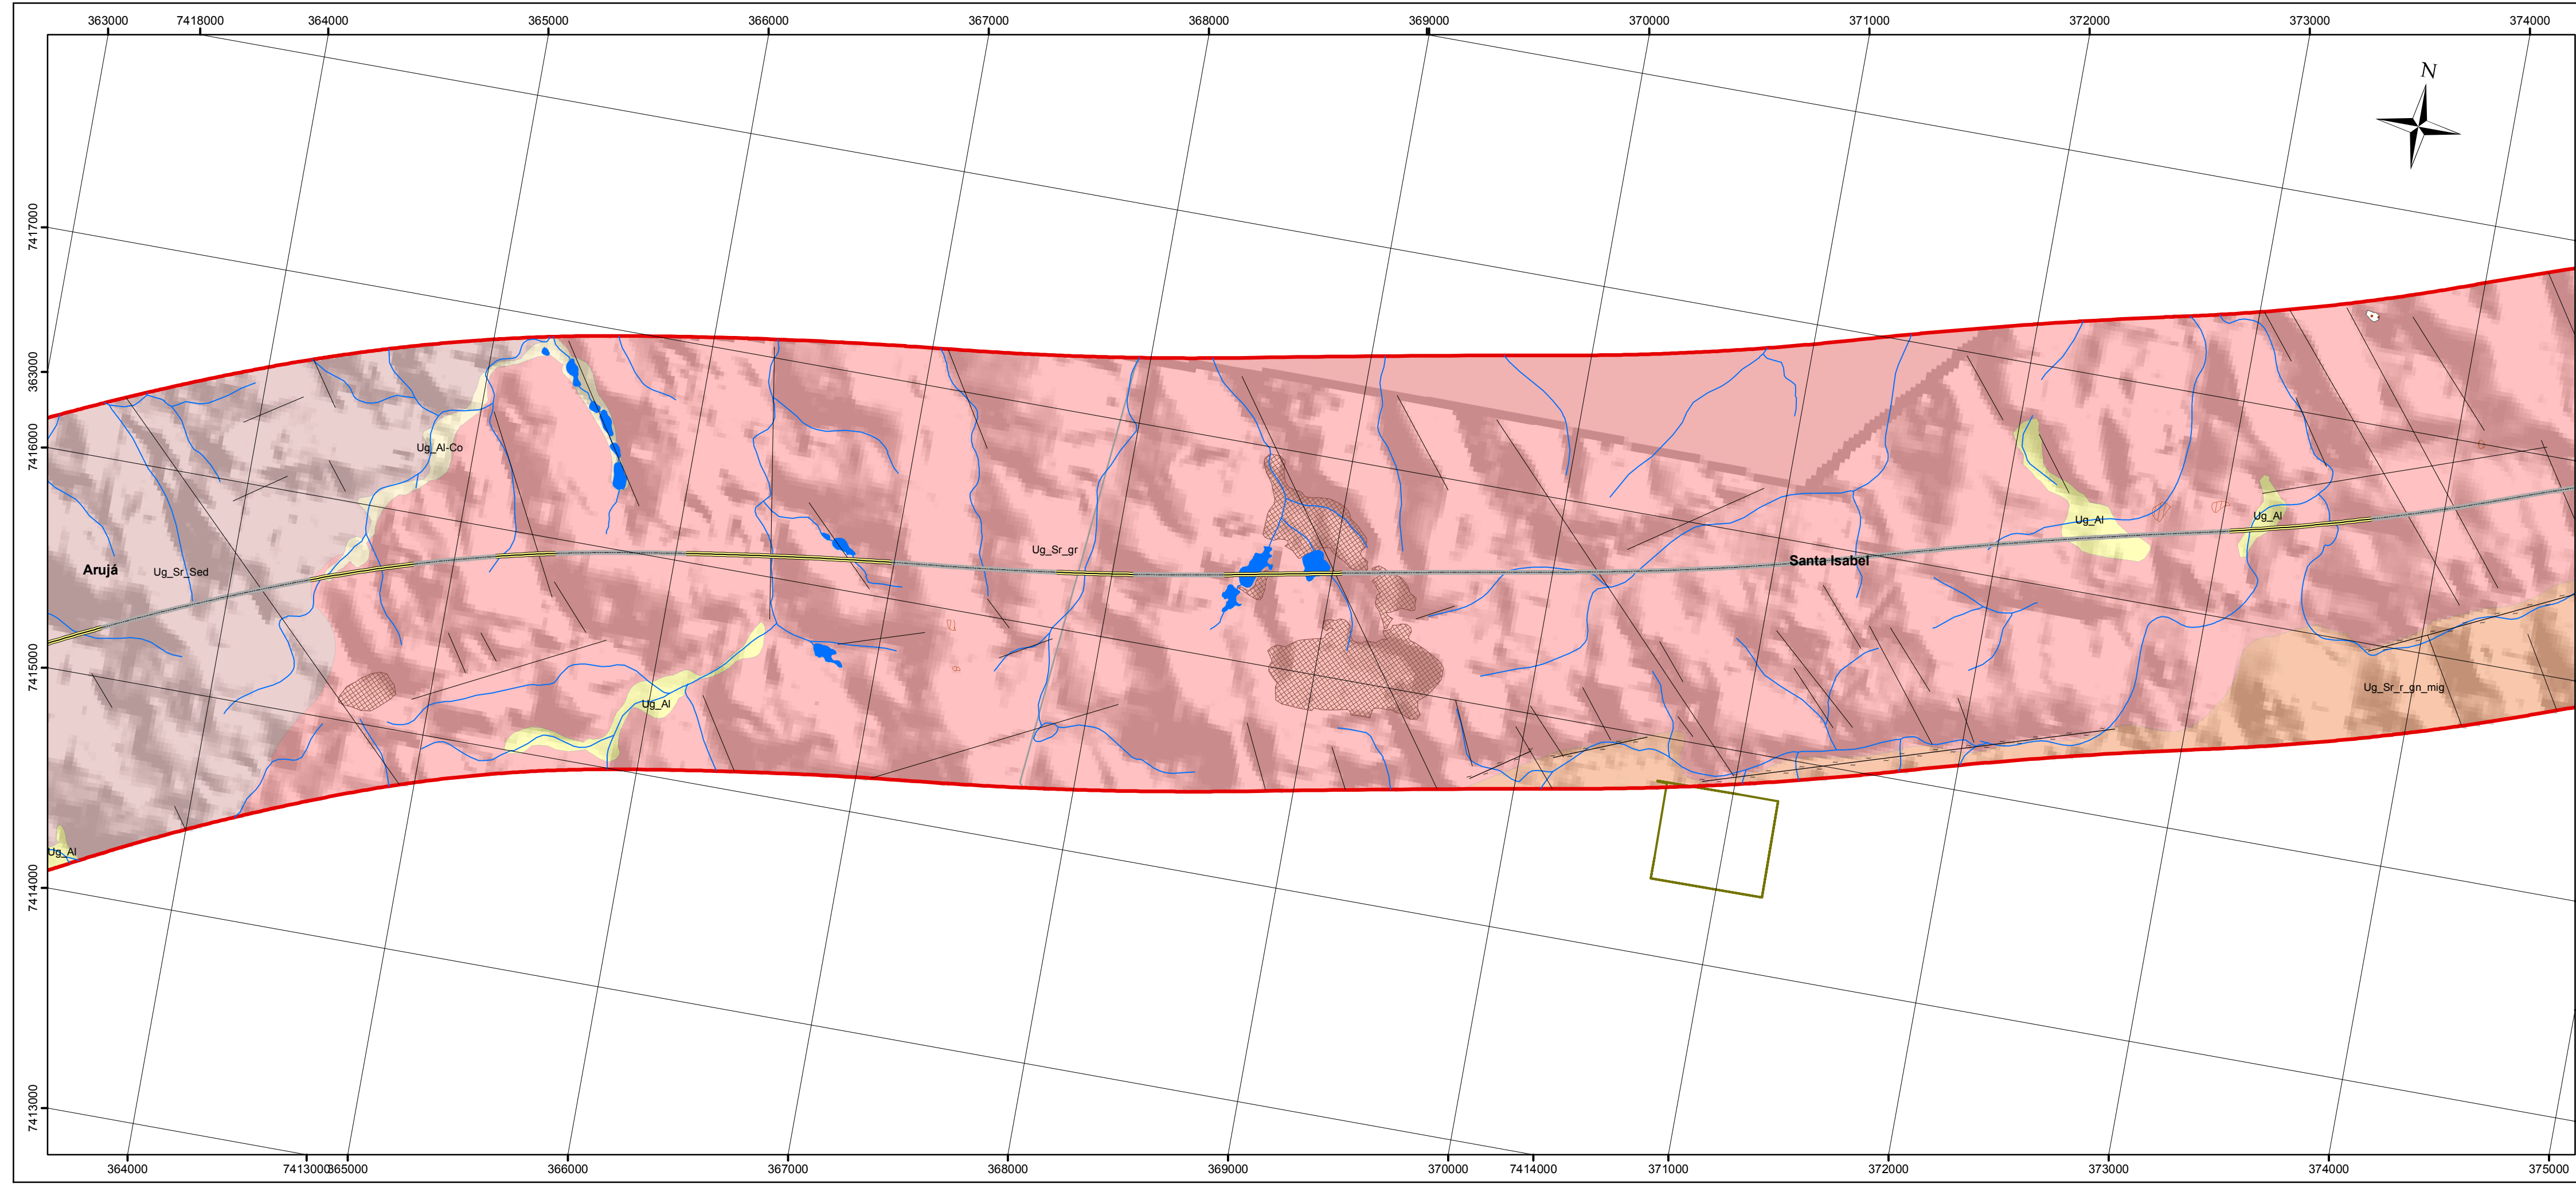 363000 7418000 364000 365000 366000 367000 368000 369000 370000 371000 372000 373000 374000
N
7417000
363000
7416000
Ug_Al-Co
Ug_Al
Ug_Al
Ug_Sr_gr
Santa Isabel
Arujá
Ug_Sr_Sed
7415000
Ug_Sr_r_gn_mig
Ug_Al
Ug_Al
7414000
7413000
364000 7413000 365000 366000 367000 368000 369000 370000 7414000 371000 372000 373000 374000 375000